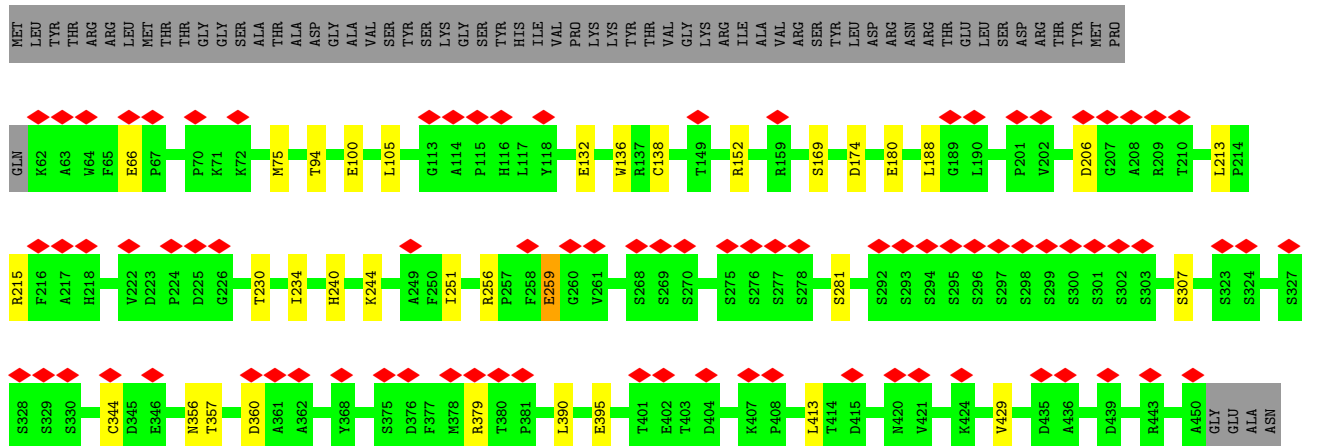 MET LEU TYR THR ARG ARG LEU MET THR THR GLY GLY SER ALA THR ALA ASP GLY ALA VAL SER TYR SER LYS GLY SER TYR HIS ILE VAL PRO LYS LYS TYR THR VAL GLY LYS ARG ILE ALA VAL ARG SER TYR LEU ASP ARG ASN ARG THR GLU LEU SER ASP ARG THR TYR MET PRO
GLN K62 A63 W64 F65 E66 P67 P70 K71 K72 M75 T94 E100 L105 G113 A114 P115 H116 L117 Y118 E132 W136 R137 C138 T149 R152 R159 S169 D174 E180 L188 G189 L190 P201 V202 D206 G207 A208 R209 T210 L213 P214
R215 F216 A217 H218 V222 D223 P224 D225 G226 T230 I234 H240 K244 A249 F250 I251 R256 P257 F258 E259 G260 V261 S268 S269 S270 S275 S276 S277 S278 S281 S292 S293 S294 S295 S296 S297 S298 S299 S300 S301 S302 S303 S307 S323 S324 S327
S328 S329 S330 C344 D345 E346 N356 T357 D360 A361 A362 Y368 S375 D376 F377 M378 R379 T380 P381 L390 E395 T401 E402 T403 D404 K407 P408 L413 T414 D415 N420 V421 K424 V429 D435 A436 D439 R443 A450 GLY GLU ALA ASN